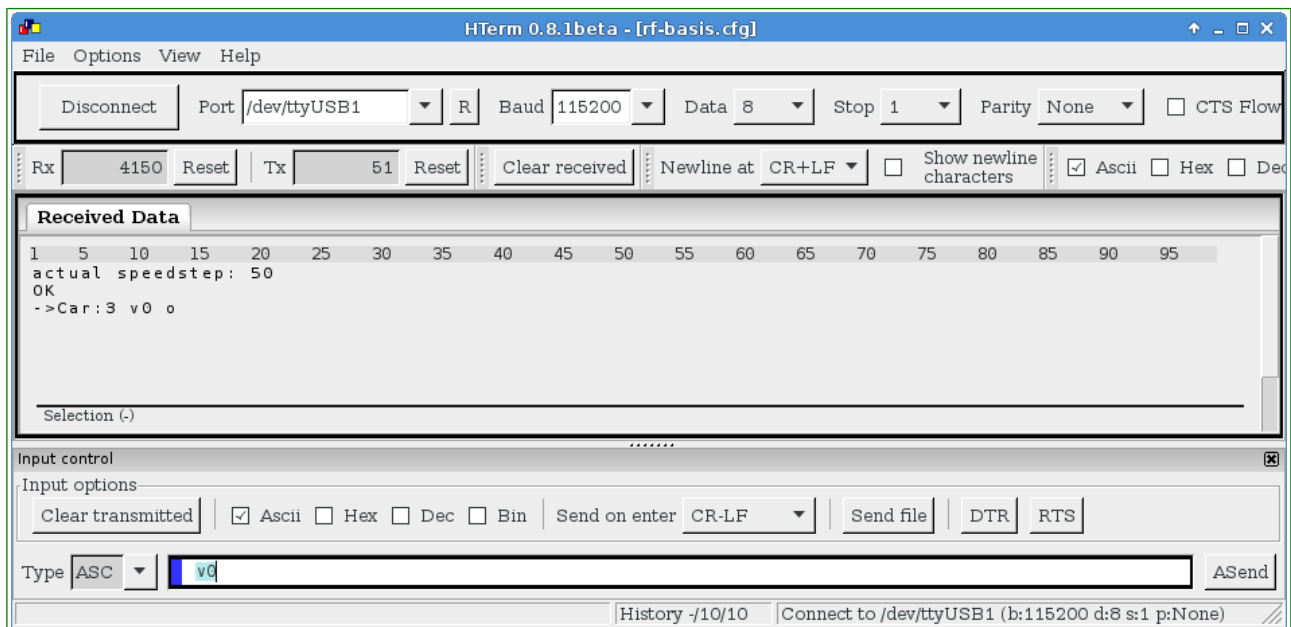 HTerm 0.8.1beta - [rf-basis.cfg]
File Options View Help
Disconnect Port /dev/ttyUSB1 R Baud 115200 Data 8 Stop 1 Parity None CTS Flow
Rx 4150 Reset Tx 51 Reset Clear received Newline at CR+LF Show newline characters Ascii Hex Dec
Received Data
1 5 10 15 20 25 30 35 40 45 50 55 60 65 70 75 80 85 90 95
actual speedstep: 50
OK
->Car:3 v0 o
Selection (-)
Input control
Input options
Clear transmitted Ascii Hex Dec Bin Send on enter CR-LF Send file DTR RTS
Type ASC v0 ASend
History -/10/10 Connect to /dev/ttyUSB1 (b:115200 d:8 s:1 p:None)